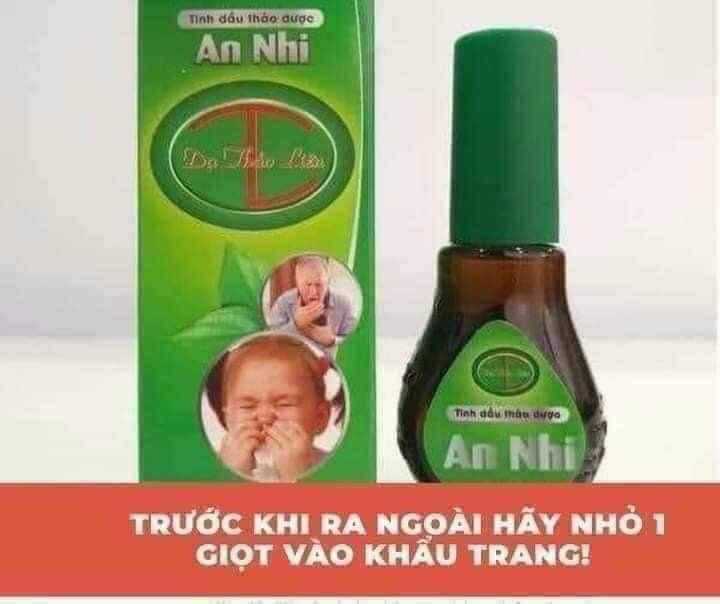 Tinh dầu thảo dược
An Nhi
Dạ Thảo Liên
Tinh dầu thảo dược
An Nhi
TRƯỚC KHI RA NGOÀI HÃY NHỎ 1
GIỌT VÀO KHẨU TRANG!